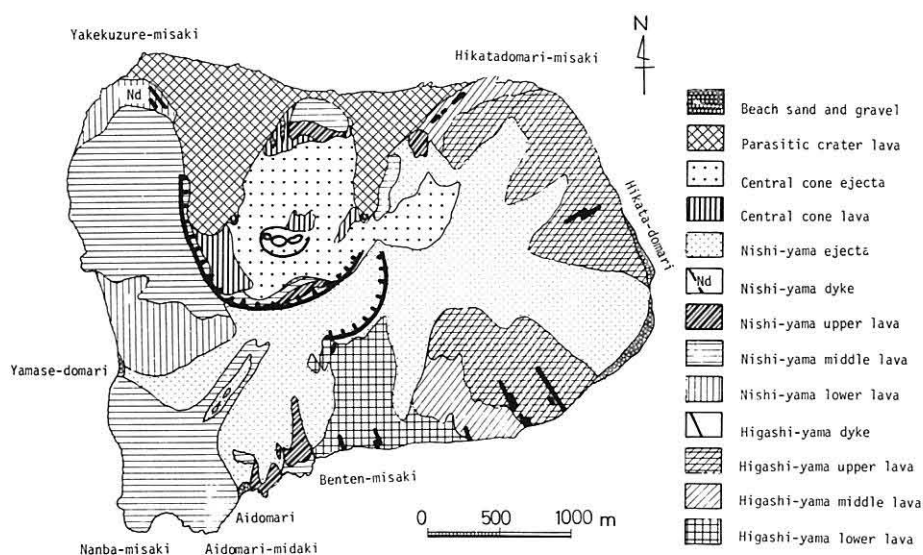 N
Yakekuzure-misaki
Hikatadomari-misaki
Nd
Hikata-domari
Yamase-domari
Benten-misaki
Aidomari
Nanba-misaki
Aidomari-midaki
0 500 1000 m
Beach sand and gravel
Parasitic crater lava
Central cone ejecta
Central cone lava
Nishi-yama ejecta
Nd
Nishi-yama dyke
Nishi-yama upper lava
Nishi-yama middle lava
Nishi-yama lower lava
Higashi-yama dyke
Higashi-yama upper lava
Higashi-yama middle lava
Higashi-yama lower lava